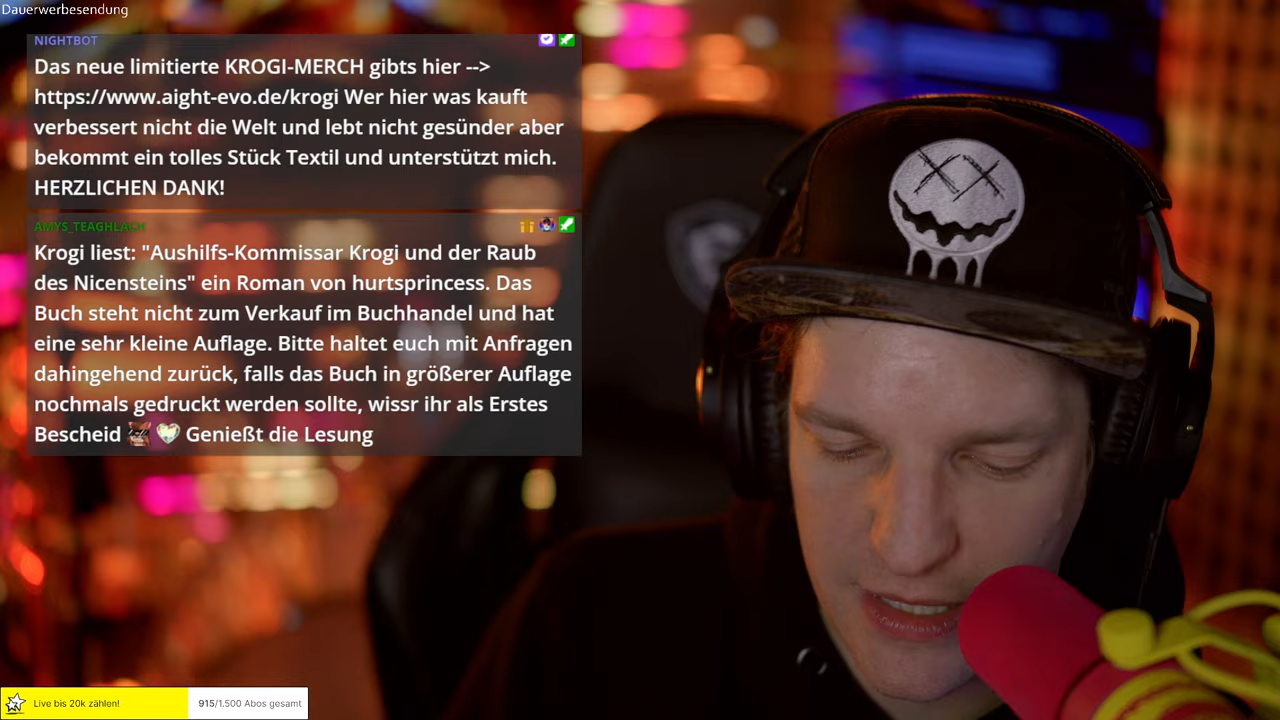 Dauerwerbesendung
NIGHTBOT
Das neue limitierte KROGI-MERCH gibts hier -->
https://www.aight-evo.de/krogi Wer hier was kauft
verbessert nicht die Welt und lebt nicht gesünder aber
bekommt ein tolles Stück Textil und unterstützt mich.
HERZLICHEN DANK!
AMYS_TEAGHLACH
Krogi liest: "Aushilfs-Kommissar Krogi und der Raub
des Nicensteins" ein Roman von hurtsprincess. Das
Buch steht nicht zum Verkauf im Buchhandel und hat
eine sehr kleine Auflage. Bitte haltet euch mit Anfragen
dahingehend zurück, falls das Buch in größerer Auflage
nochmals gedruckt werden sollte, wissr ihr als Erstes
Bescheid Genießt die Lesung
Live bis 20k zählen!
915/1.500 Abos gesamt